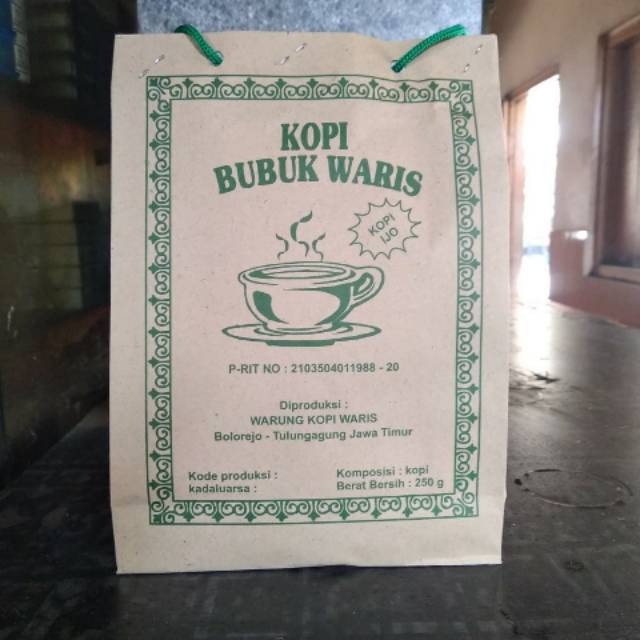 KOPI
BUBUK WARIS
KOPI
IJO
P-RIT NO : 2103504011988 - 20
Diproduksi :
WARUNG KOPI WARIS
Bolorejo - Tulungagung Jawa Timur
Kode produksi :
kadaluarsa :
Komposisi : kopi
Berat Bersih : 250 g